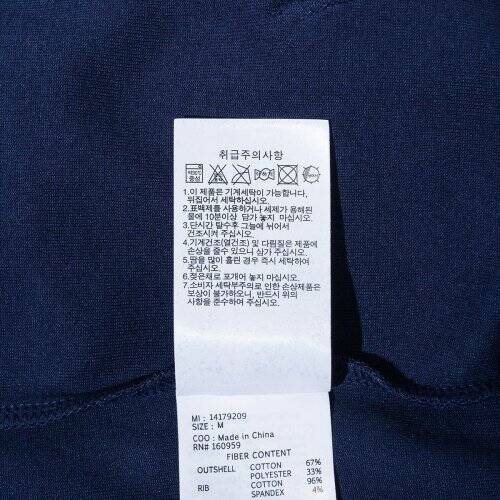 취급주의사항
1.이 제품은 기계세탁이 가능합니다.
뒤집어서 세탁하십시오.
2.표백제를 사용하거나 세제가 용해된
물에 10분이상 담가 놓지 마십시오.
3.단시간 탈수후 그늘에 뉘어서
건조시켜 주십시오.
4.기계건조(열건조) 및 다림질은 제품에
손상을 줄수 있으니 삼가 주십시오.
5.땀을 많이 흘린 경우 즉시 세탁하여
주십시오.
6.젖은채로 포개어 놓지 마십시오.
7.소비자 세탁부주의로 인한 손상제품은
보상이 불가하오니, 반드시 위의
사항을 준수하여 주십시오.
MI : 14179209
SIZE : M
COO : Made in China
RN# 160959
FIBER CONTENT
OUTSHELL COTTON 67%
POLYESTER 33%
RIB COTTON 96%
SPANDEX 4%